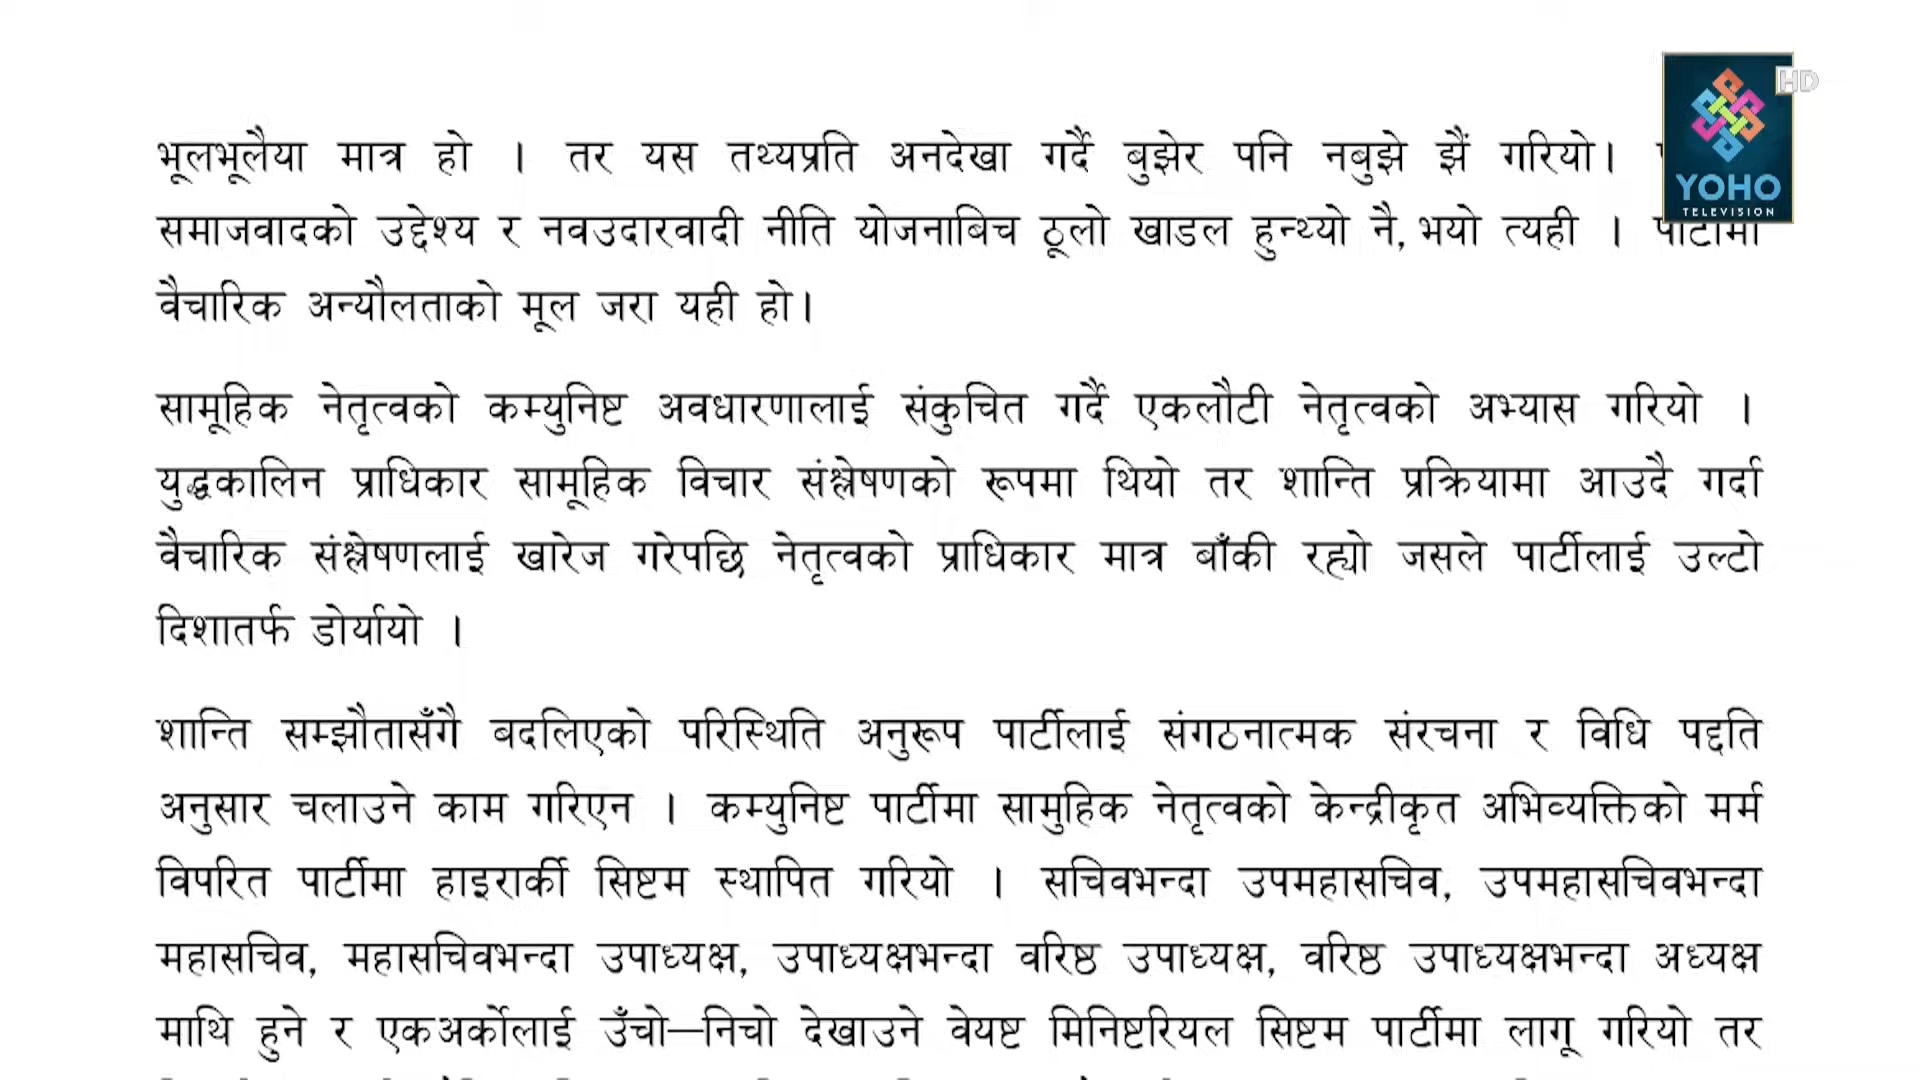 भूलभूलैया मात्र हो । तर यस तथ्यप्रति अनदेखा गर्दै बुझेर पनि नबुझे झैं गरियो।
समाजवादको उद्देश्य र नवउदारवादी नीति योजनाबिच ठूलो खाडल हुन्थ्यो नै, भयो त्यही । पार्टीमा
वैचारिक अन्यौलताको मूल जरा यही हो।
सामूहिक नेतृत्वको कम्युनिष्ट अवधारणालाई संकुचित गर्दै एकलौटी नेतृत्वको अभ्यास गरियो ।
युद्धकालिन प्राधिकार सामूहिक विचार संश्लेषणको रूपमा थियो तर शान्ति प्रक्रियामा आउदै गर्दा
वैचारिक संश्लेषणलाई खारेज गरेपछि नेतृत्वको प्राधिकार मात्र बाँकी रह्यो जसले पार्टीलाई उल्टो
दिशातर्फ डोर्यायो ।
शान्ति सम्झौतासँगै बदलिएको परिस्थिति अनुरूप पार्टीलाई संगठनात्मक संरचना र विधि पद्दति
अनुसार चलाउने काम गरिएन । कम्युनिष्ट पार्टीमा सामुहिक नेतृत्वको केन्द्रीकृत अभिव्यक्तिको मर्म
विपरित पार्टीमा हाइरार्की सिष्टम स्थापित गरियो । सचिवभन्दा उपमहासचिव, उपमहासचिवभन्दा
महासचिव, महासचिवभन्दा उपाध्यक्ष, उपाध्यक्षभन्दा वरिष्ठ उपाध्यक्ष, वरिष्ठ उपाध्यक्षभन्दा अध्यक्ष
माथि हुने र एकअर्कोलाई उँचो—निचो देखाउने वेयष्ट मिनिष्टरियल सिष्टम पार्टीमा लागू गरियो तर
HD
YOHO
TELEVISION